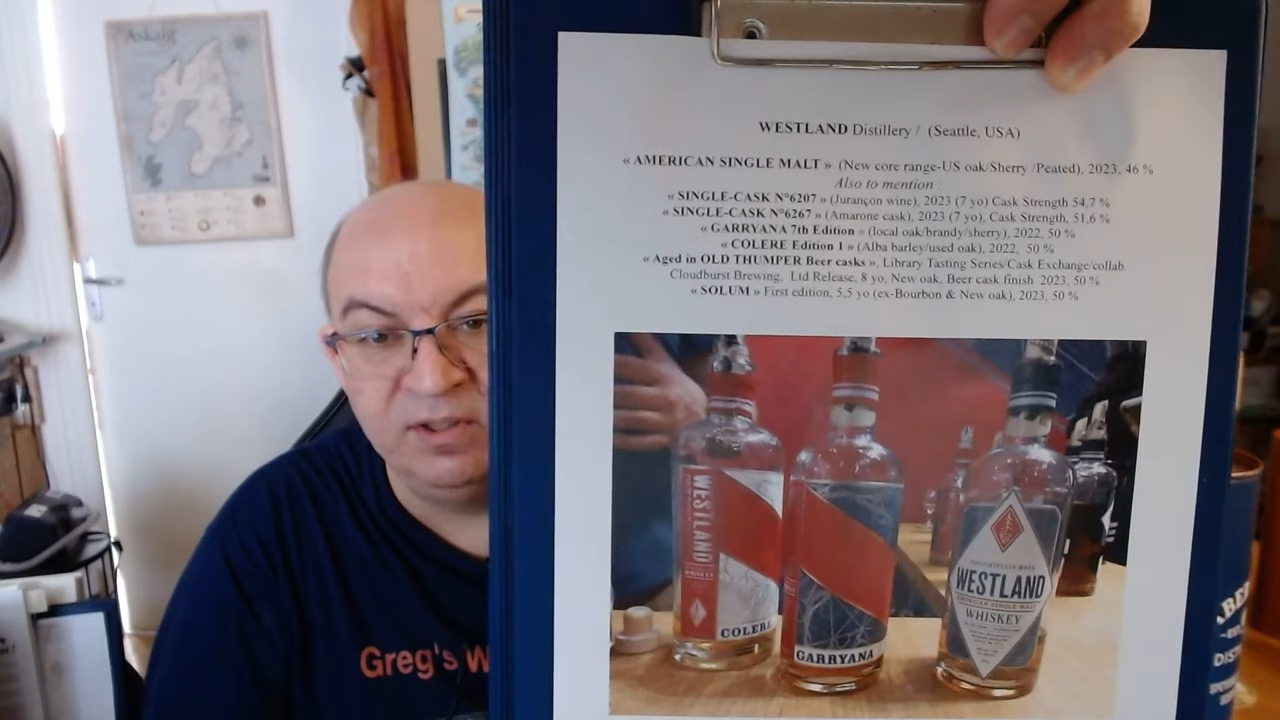 Askaig
WESTLAND Distillery / (Seattle, USA)
« AMERICAN SINGLE MALT » (New core range-US oak/Sherry /Peated), 2023, 46 %
Also to mention :
« SINGLE-CASK N°6207 » (Jurançon wine), 2023 (7 yo) Cask Strength 54,7 %
« SINGLE-CASK N°6267 » (Amarone cask), 2023 (7 yo), Cask Strength, 51,6 %
« GARRYANA 7th Edition » (local oak/brandy/sherry), 2022, 50 %
« COLERE Edition 1 » (Alba barley/used oak), 2022, 50 %
« Aged in OLD THUMPER Beer casks », Library Tasting Series/Cask Exchange/collab
Cloudburst Brewing, Ltd Release, 8 yo, New oak, Beer cask finish 2023, 50 %
« SOLUM » First edition, 5,5 yo (ex-Bourbon & New oak), 2023, 50 %
WESTLAND
WHISKEY
COLERE
GARRYANA
THOUGHTFULLY MADE
WESTLAND
AMERICAN SINGLE MALT
WHISKEY
Greg's W